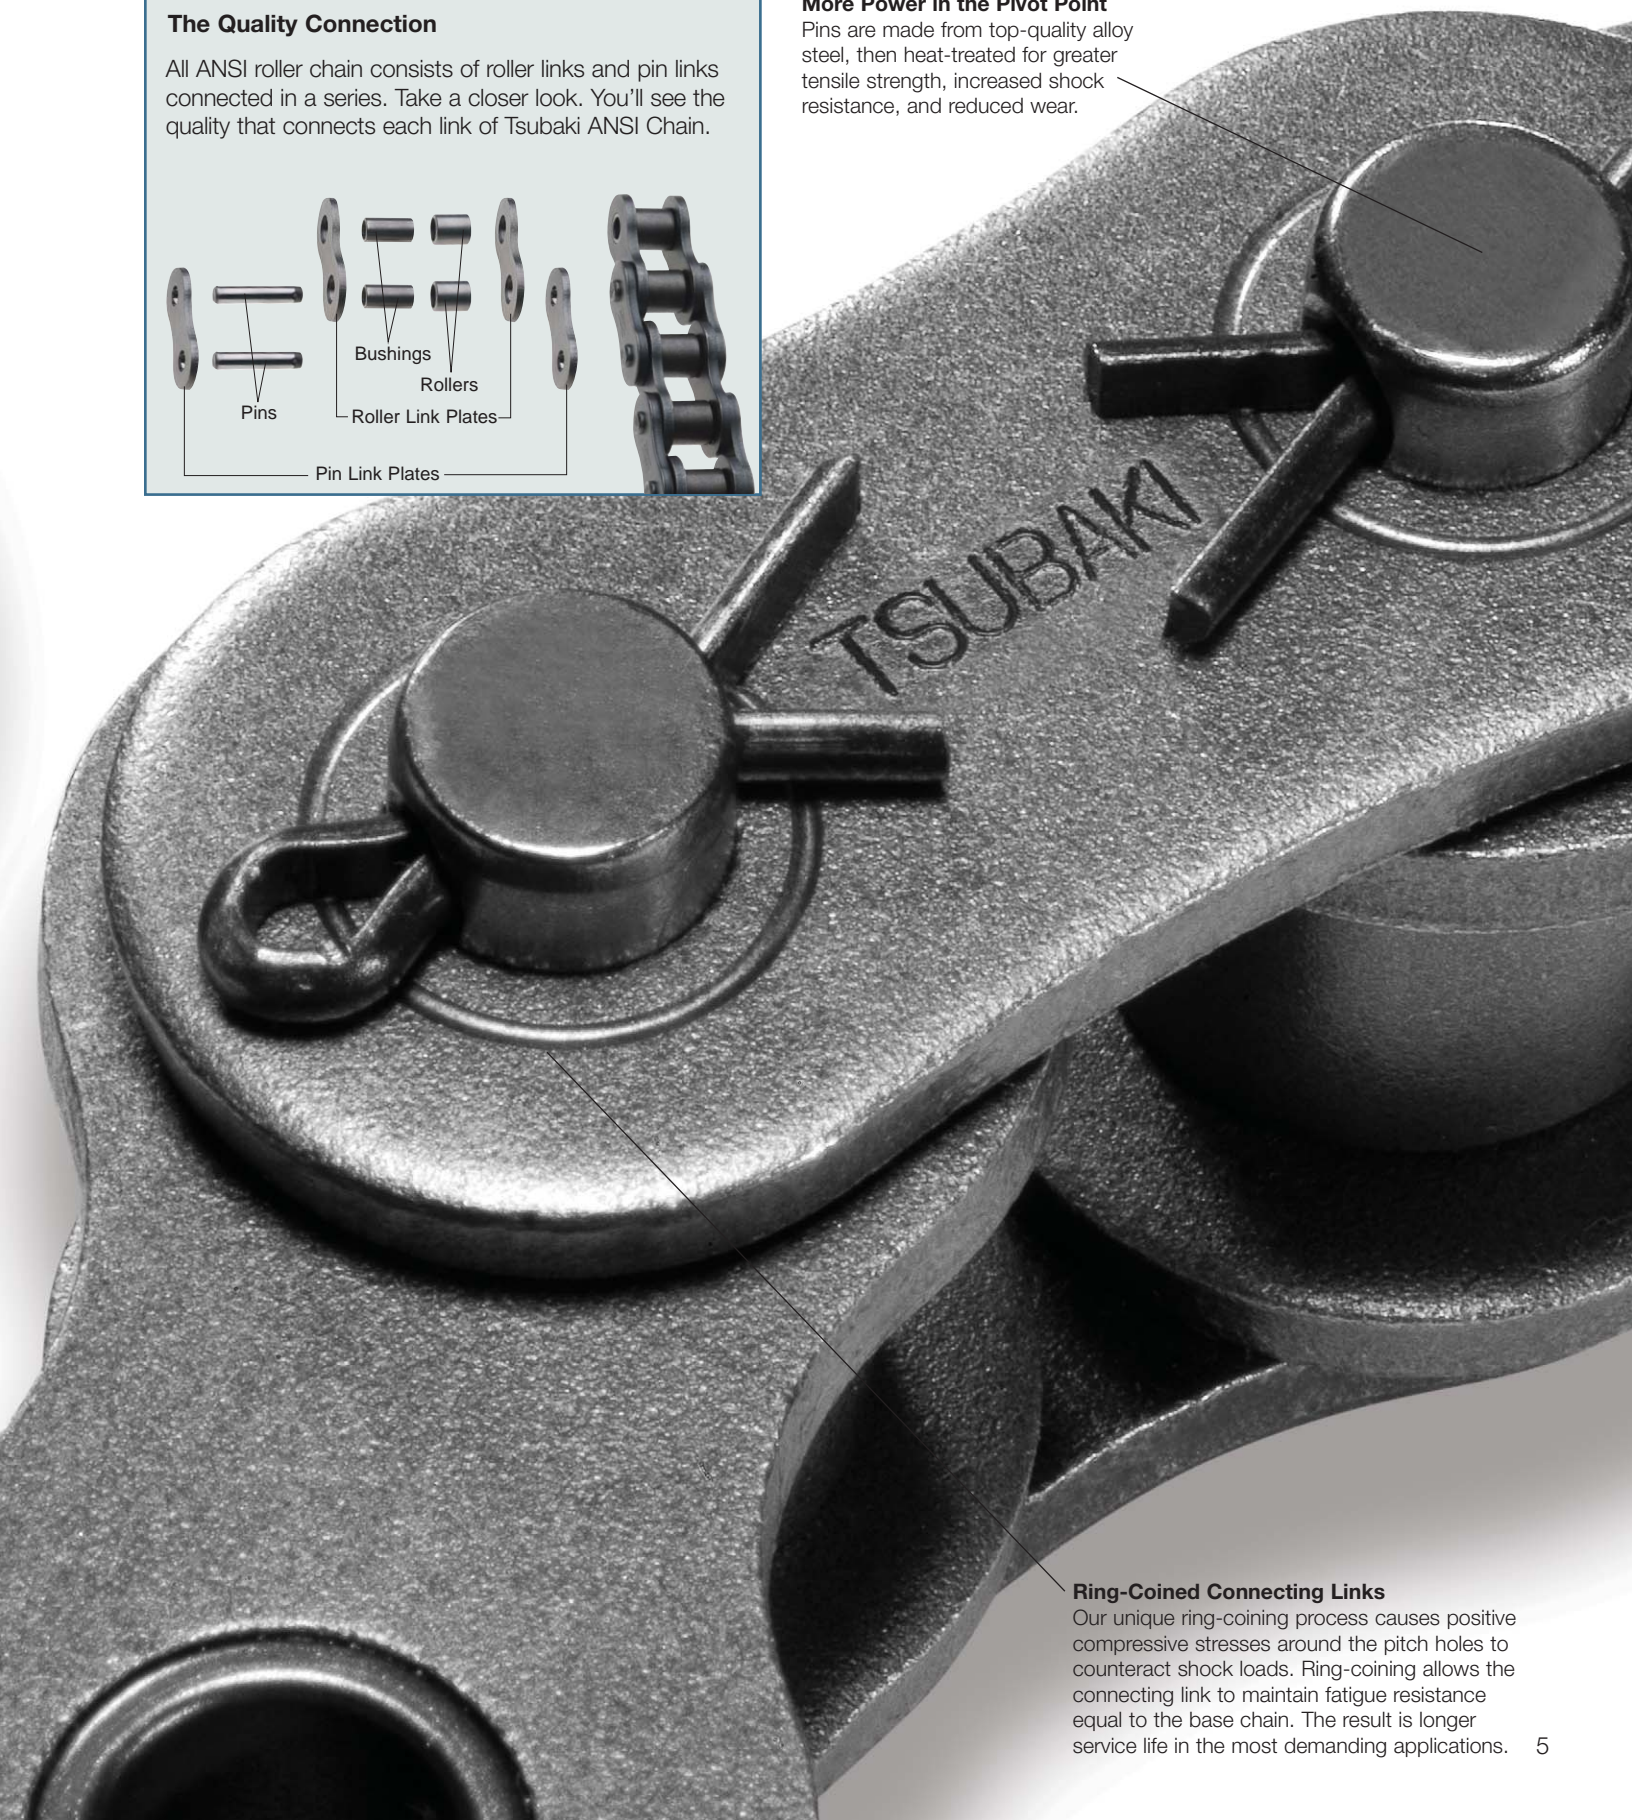 The Quality Connection
All ANSI roller chain consists of roller links and pin links
connected in a series. Take a closer look. You’ll see the
quality that connects each link of Tsubaki ANSI Chain.
Bushings
Rollers
Pins
Roller Link Plates
Pin Link Plates
More Power in the Pivot Point
Pins are made from top-quality alloy
steel, then heat-treated for greater
tensile strength, increased shock
resistance, and reduced wear.
TSUBAKI
Ring-Coined Connecting Links
Our unique ring-coining process causes positive
compressive stresses around the pitch holes to
counteract shock loads. Ring-coining allows the
connecting link to maintain fatigue resistance
equal to the base chain. The result is longer
service life in the most demanding applications.
5